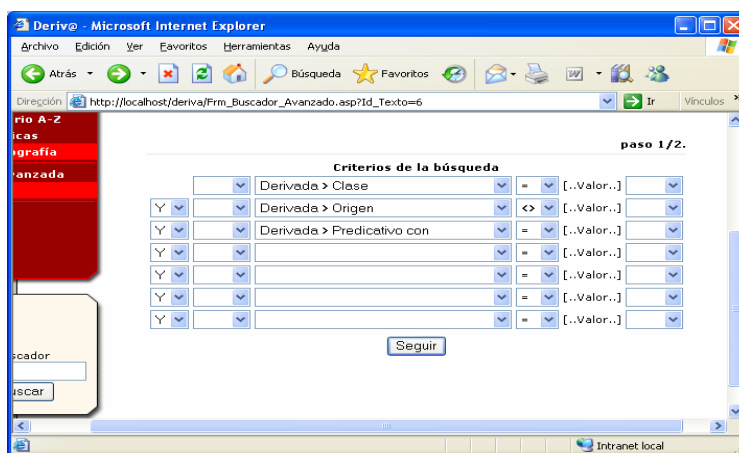 Deriv@ - Microsoft Internet Explorer
Archivo Edición Ver Favoritos Herramientas Ayuda
Atrás Búsqueda Favoritos
Dirección http://localhost/deriva/Frm_Buscador_Avanzado.asp?Id_Texto=6 Ir Vínculos »
rio A-Z
icas
ografía
anzada
paso 1/2.
Criterios de la búsqueda
Derivada > Clase = [..Valor..]
Y Derivada > Origen <> [..Valor..]
Y Derivada > Predicativo con = [..Valor..]
Y = [..Valor..]
Y = [..Valor..]
Y = [..Valor..]
Y = [..Valor..]
Seguir
scador
uscar
Intranet local